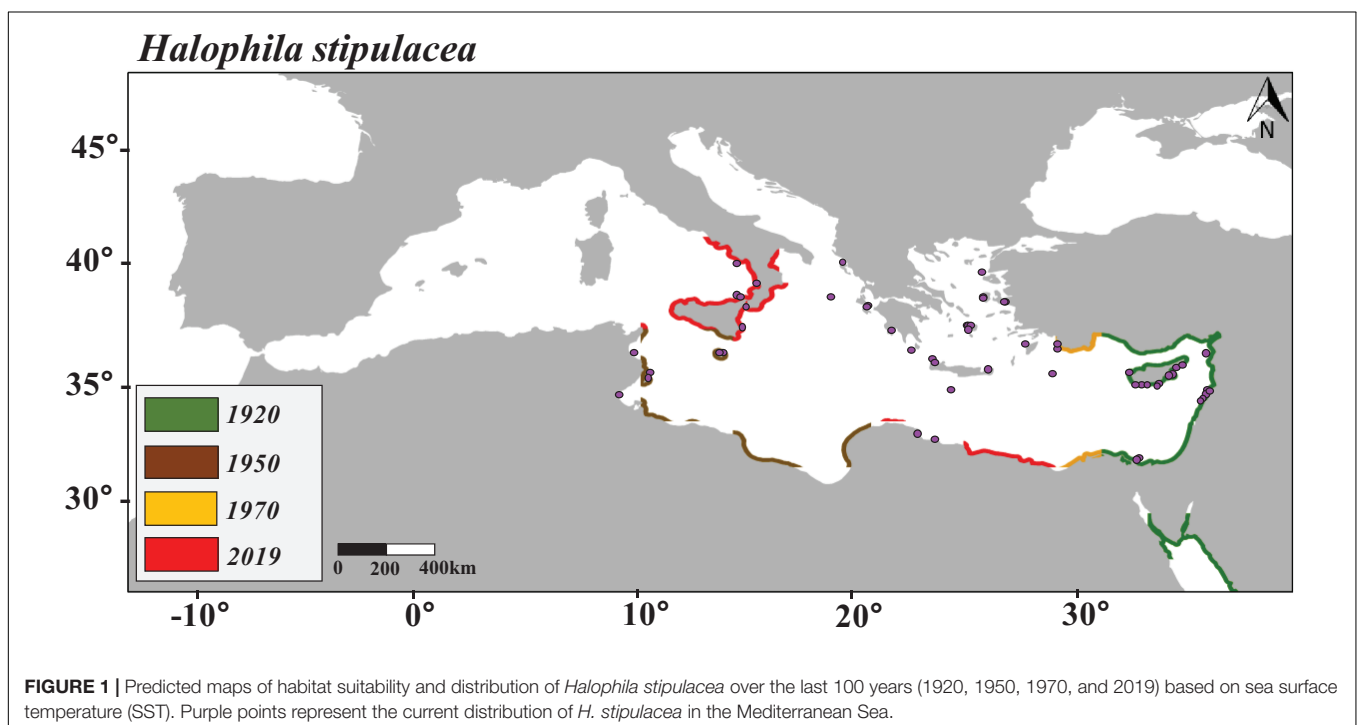 Halophila stipulacea
N
45°
40°
35°
30°
1920
1950
1970
2019
0 200 400km
-10° 0° 10° 20° 30°
FIGURE 1 | Predicted maps of habitat suitability and distribution of Halophila stipulacea over the last 100 years (1920, 1950, 1970, and 2019) based on sea surface
temperature (SST). Purple points represent the current distribution of H. stipulacea in the Mediterranean Sea.